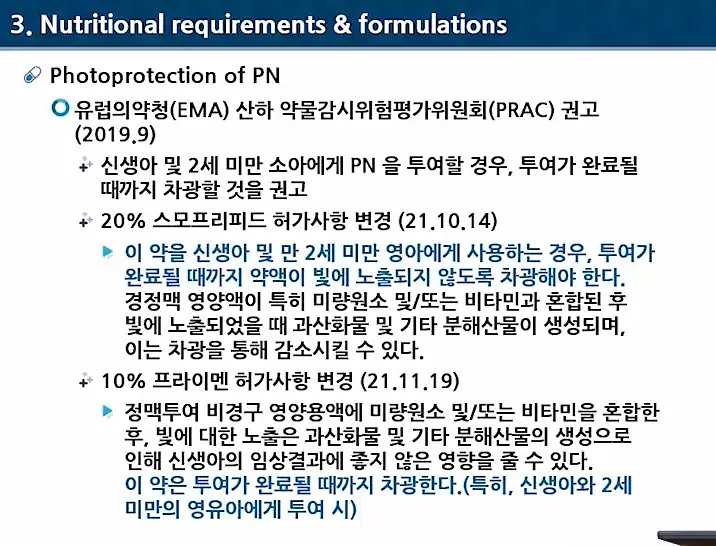 3. Nutritional requirements & formulations
Photoprotection of PN
유럽의약청(EMA) 산하 약물감시위험평가위원회(PRAC) 권고
(2019.9)
신생아 및 2세 미만 소아에게 PN 을 투여할 경우, 투여가 완료될
때까지 차광할 것을 권고
20% 스모프리피드 허가사항 변경 (21.10.14)
이 약을 신생아 및 만 2세 미만 영아에게 사용하는 경우, 투여가
완료될 때까지 약액이 빛에 노출되지 않도록 차광해야 한다.
경정맥 영양액이 특히 미량원소 및/또는 비타민과 혼합된 후
빛에 노출되었을 때 과산화물 및 기타 분해산물이 생성되며,
이는 차광을 통해 감소시킬 수 있다.
10% 프라이멘 허가사항 변경 (21.11.19)
정맥투여 비경구 영양용액에 미량원소 및/또는 비타민을 혼합한
후, 빛에 대한 노출은 과산화물 및 기타 분해산물의 생성으로
인해 신생아의 임상결과에 좋지 않은 영향을 줄 수 있다.
이 약은 투여가 완료될 때까지 차광한다.(특히, 신생아와 2세
미만의 영유아에게 투여 시)